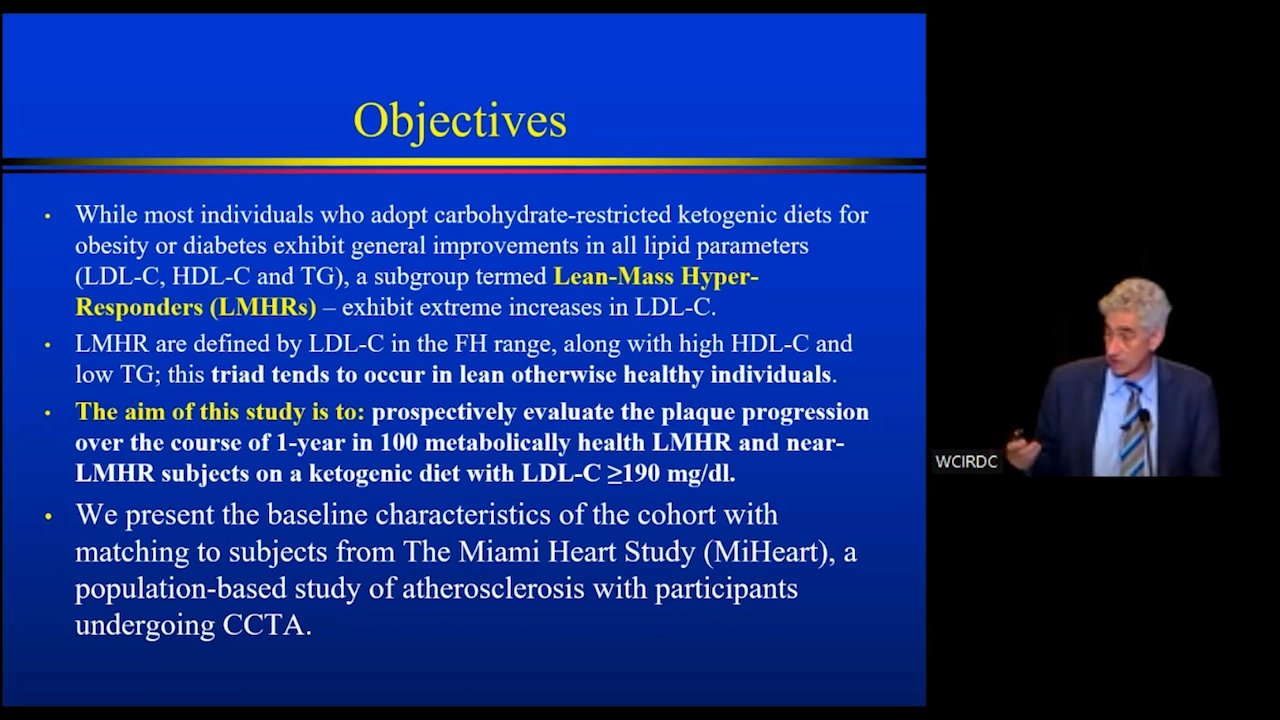 Objectives
• While most individuals who adopt carbohydrate-restricted ketogenic diets for
obesity or diabetes exhibit general improvements in all lipid parameters
(LDL-C, HDL-C and TG), a subgroup termed Lean-Mass Hyper-
Responders (LMHRs) – exhibit extreme increases in LDL-C.
• LMHR are defined by LDL-C in the FH range, along with high HDL-C and
low TG; this triad tends to occur in lean otherwise healthy individuals.
• The aim of this study is to: prospectively evaluate the plaque progression
over the course of 1-year in 100 metabolically health LMHR and near-
LMHR subjects on a ketogenic diet with LDL-C ≥190 mg/dl.
• We present the baseline characteristics of the cohort with
matching to subjects from The Miami Heart Study (MiHeart), a
population-based study of atherosclerosis with participants
undergoing CCTA.
WCIRDC